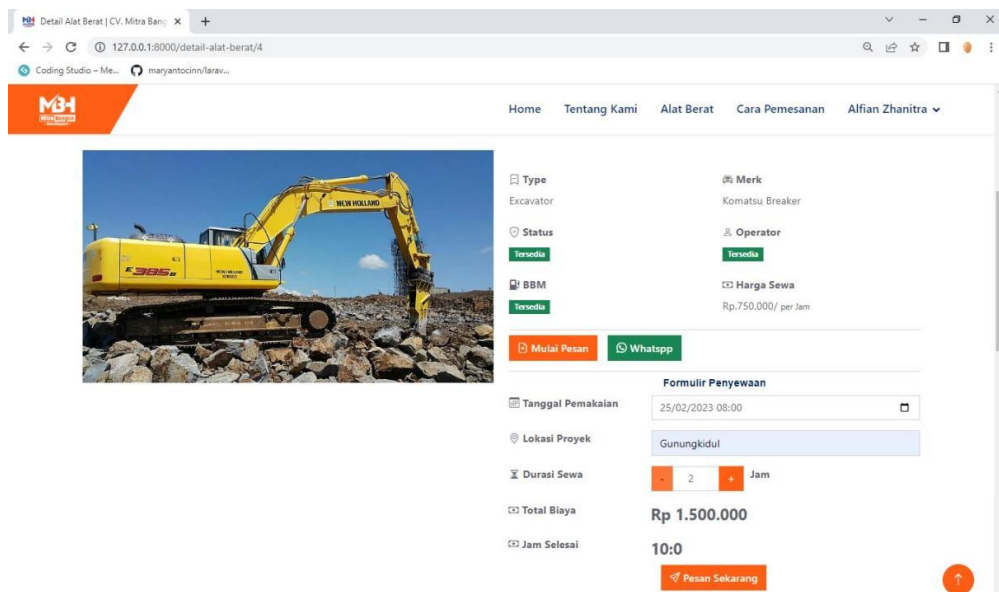 Detail Alat Berat | CV. Mitra Bang
127.0.0.1:8000/detail-alat-berat/4
Coding Studio – Me... maryantocinn/larav...
MBH
Home Tentang Kami Alat Berat Cara Pemesanan Alfian Zhanitra
NEW HOLLAND
E385B
Type Merk
Excavator Komatsu Breaker
Status Operator
Tersedia Tersedia
BBM Harga Sewa
Tersedia Rp.750,000/ per Jam
Mulai Pesan Whatspp
Formulir Penyewaan
Tanggal Pemakaian 25/02/2023 08:00
Lokasi Proyek Gunungkidul
Durasi Sewa - 2 + Jam
Total Biaya Rp 1.500.000
Jam Selesai 10:0
Pesan Sekarang